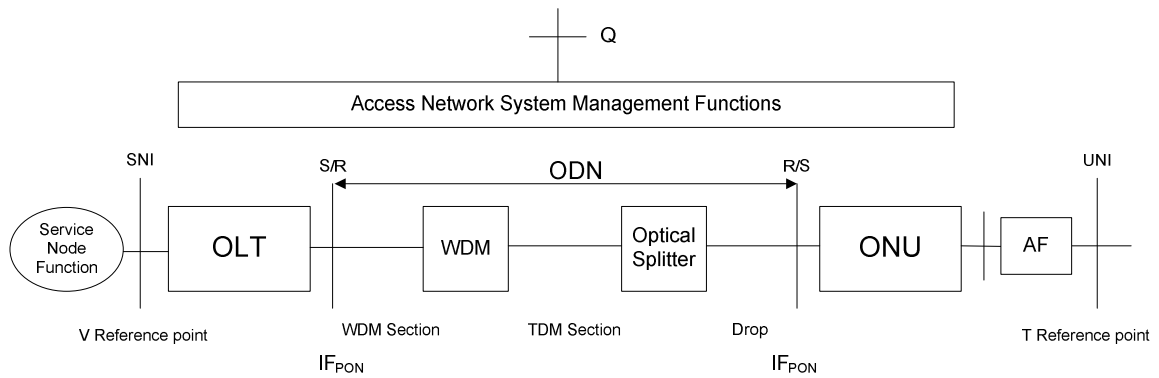 Q
Access Network System Management Functions
SNI
S/R
ODN
R/S
UNI
Service
Node
Function
OLT
WDM
Optical
Splitter
ONU
AF
V Reference point
WDM Section
TDM Section
Drop
T Reference point
IFPON
IFPON